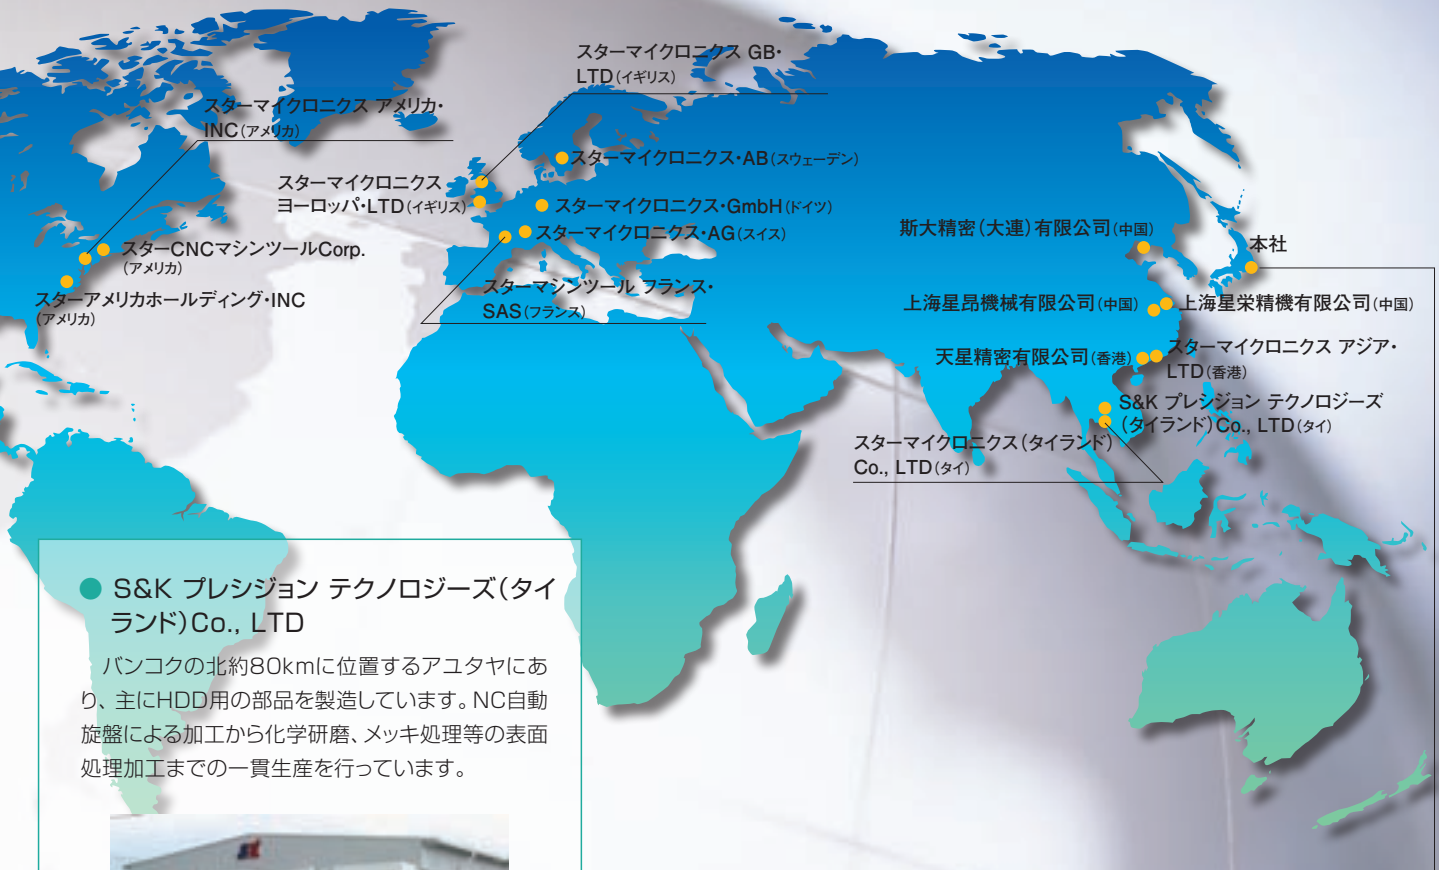 スターマイクロニクス GB・
LTD(イギリス)
スターマイクロニクス アメリカ・
INC(アメリカ)
スターマイクロニクス・AB(スウェーデン)
スターマイクロニクス
ヨーロッパ・LTD(イギリス)
スターマイクロニクス・GmbH(ドイツ)
スターマイクロニクス・AG(スイス)
斯大精密(大連)有限公司(中国)
本社
スターCNCマシンツールCorp.
(アメリカ)
スターアメリカホールディング・INC
(アメリカ)
スターマシンツール フランス・
SAS(フランス)
上海星昂機械有限公司(中国)
上海星栄精機有限公司(中国)
天星精密有限公司(香港)
スターマイクロニクス アジア・
LTD(香港)
S&K プレシジョン テクノロジーズ
(タイランド)Co., LTD(タイ)
スターマイクロニクス(タイランド)
Co., LTD(タイ)
● S&K プレシジョン テクノロジーズ(タイ
ランド)Co., LTD
バンコクの北約80kmに位置するアユタヤにあ
り、主にHDD用の部品を製造しています。NC自動
旋盤による加工から化学研磨、メッキ処理等の表面
処理加工までの一貫生産を行っています。